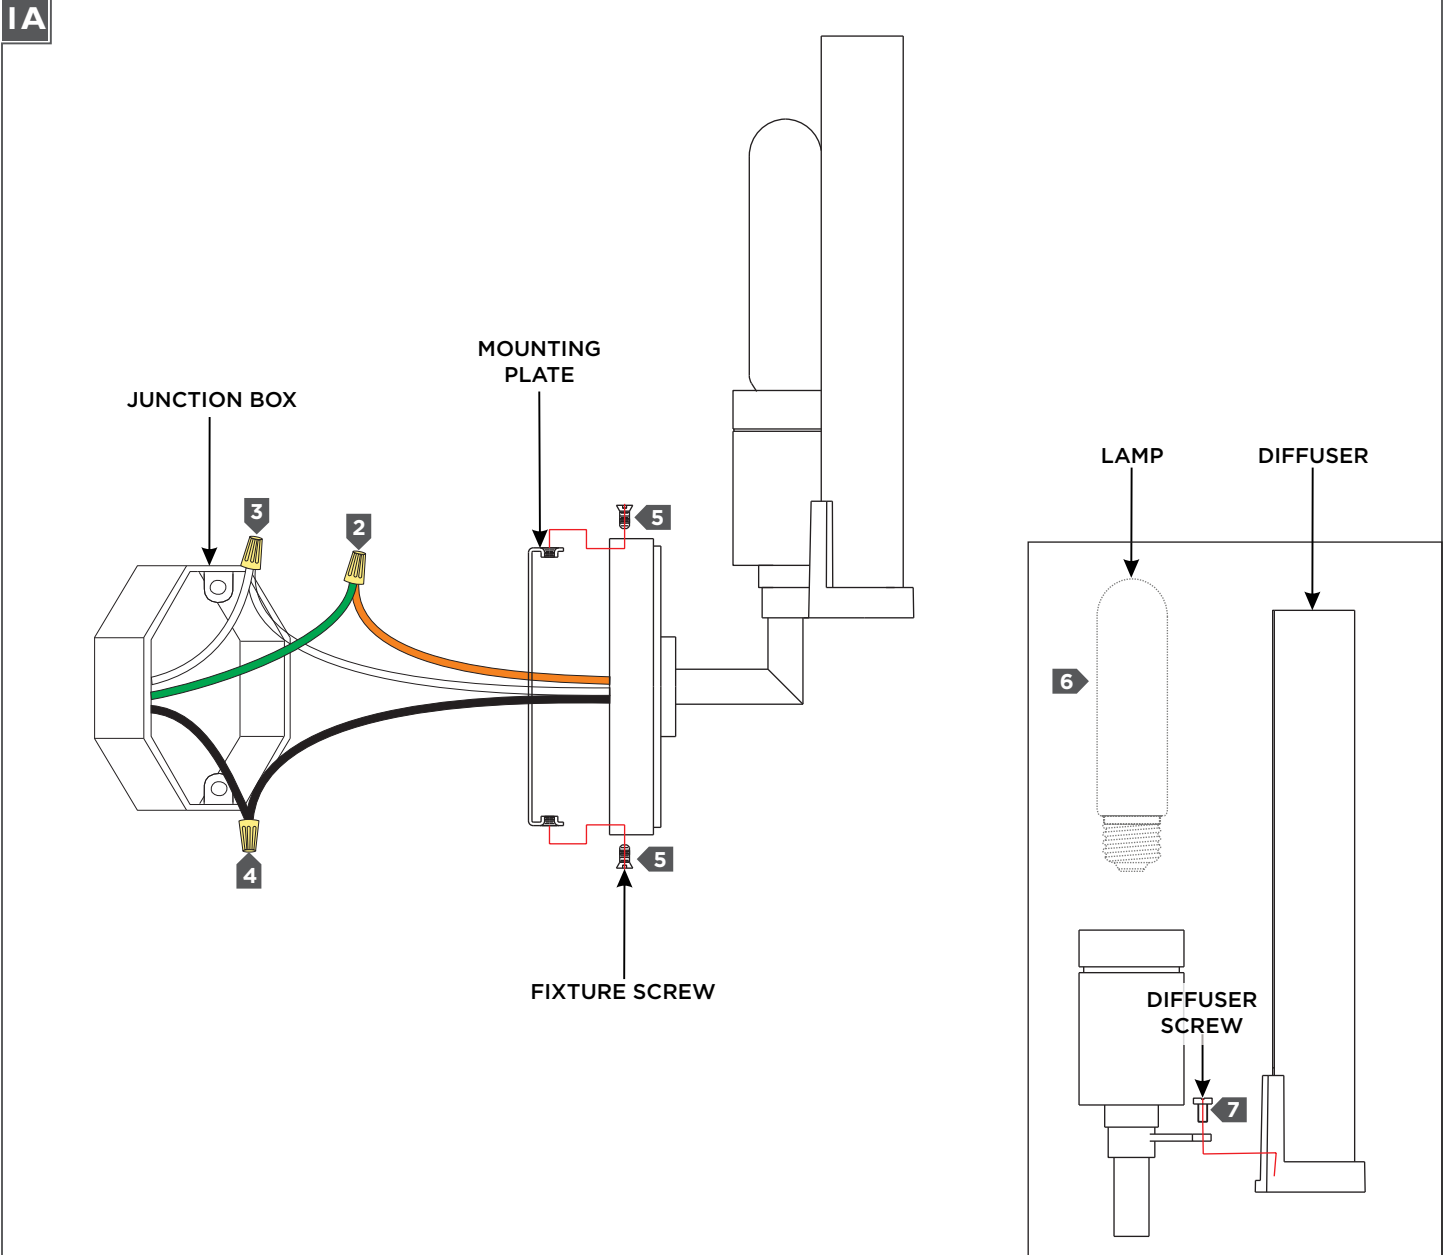 1A
MOUNTING
PLATE
JUNCTION BOX
LAMP
DIFFUSER
3
2
5
6
4
5
FIXTURE SCREW
DIFFUSER
SCREW
7